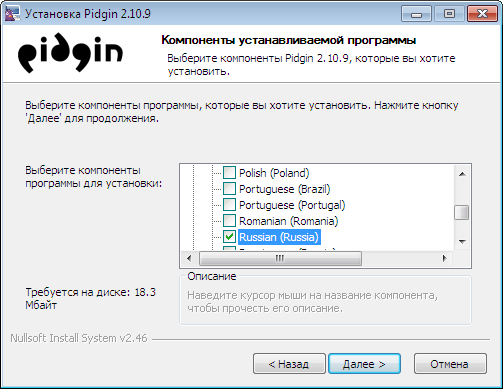 Установка Pidgin 2.10.9
pidgin
Компоненты устанавливаемой программы
Выберите компоненты Pidgin 2.10.9, которые вы хотите
установить.
Выберите компоненты программы, которые вы хотите установить. Нажмите кнопку
'Далее' для продолжения.
Выберите компоненты
программы для установки:
Polish (Poland)
Portuguese (Brazil)
Portuguese (Portugal)
Romanian (Romania)
Russian (Russia)
Требуется на диске: 18.3
Мбайт
Описание
Наведите курсор мыши на название компонента,
чтобы прочесть его описание.
Nullsoft Install System v2.46
< Назад
Далее >
Отмена